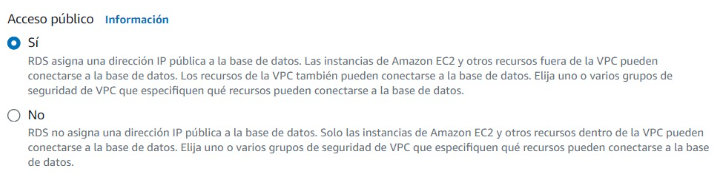 Acceso público Información
Sí
RDS asigna una dirección IP pública a la base de datos. Las instancias de Amazon EC2 y otros recursos fuera de la VPC pueden
conectarse a la base de datos. Los recursos de la VPC también pueden conectarse a la base de datos. Elija uno o varios grupos de
seguridad de VPC que especifiquen qué recursos pueden conectarse a la base de datos.
No
RDS no asigna una dirección IP pública a la base de datos. Solo las instancias de Amazon EC2 y otros recursos dentro de la VPC pueden
conectarse a la base de datos. Elija uno o varios grupos de seguridad de VPC que especifiquen qué recursos pueden conectarse a la base
de datos.